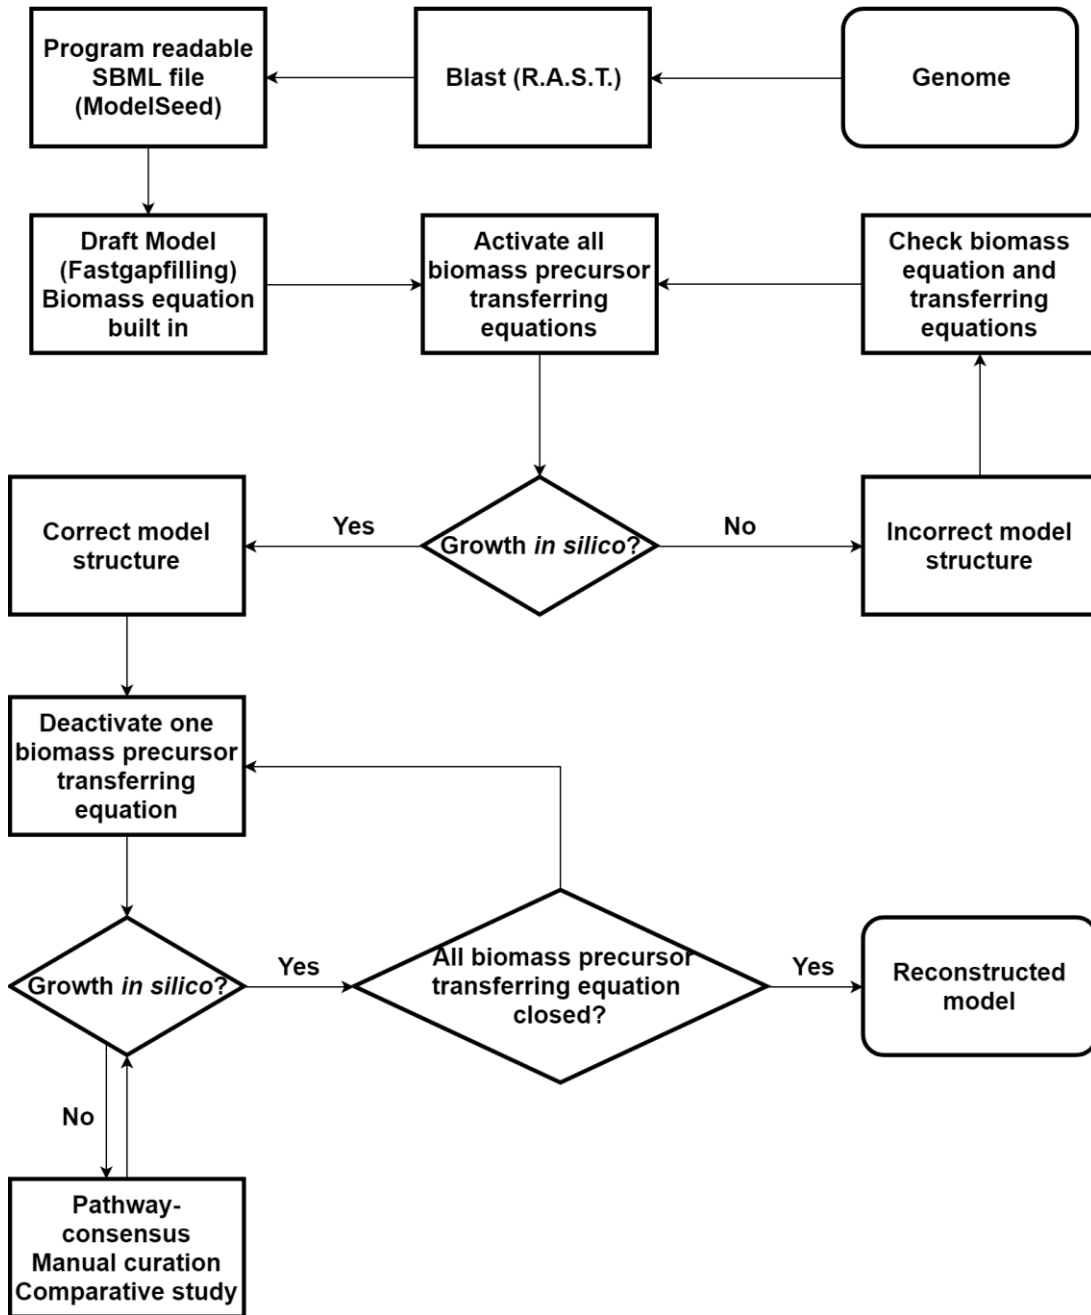 Program readable
SBML file
(ModelSeed)
Blast (R.A.S.T.)
Genome
Draft Model
(Fastgapfilling)
Biomass equation
built in
Activate all
biomass precursor
transferring
equations
Check biomass
equation and
transferring
equations
Correct model
structure
Yes
Growth in silico?
No
Incorrect model
structure
Deactivate one
biomass precursor
transferring
equation
Growth in silico?
Yes
All biomass precursor
transferring equation
closed?
Yes
Reconstructed
model
No
Pathway-
consensus
Manual curation
Comparative study